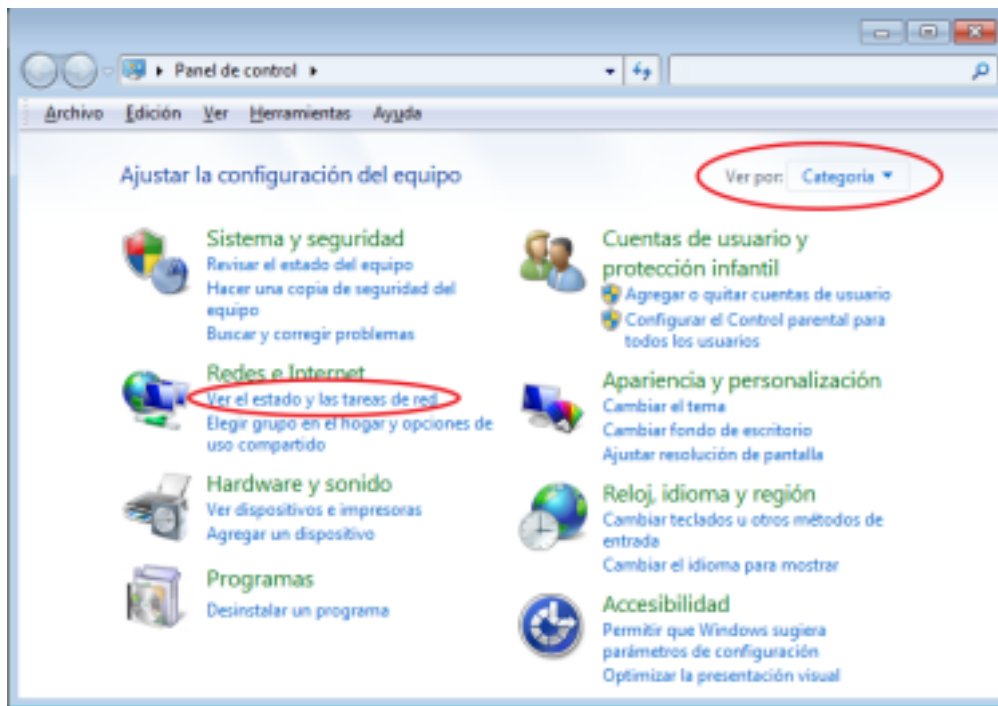 Panel de control
Archivo Edición Ver Herramientas Ayuda
Ajustar la configuración del equipo
Ver por: Categoría
Sistema y seguridad
Revisar el estado del equipo
Hacer una copia de seguridad del
equipo
Buscar y corregir problemas
Redes e Internet
Ver el estado y las tareas de red
Elegir grupo en el hogar y opciones de
uso compartido
Hardware y sonido
Ver dispositivos e impresoras
Agregar un dispositivo
Programas
Desinstalar un programa
Cuentas de usuario y
protección infantil
Agregar o quitar cuentas de usuario
Configurar el Control parental para
todos los usuarios
Apariencia y personalización
Cambiar el tema
Cambiar fondo de escritorio
Ajustar resolución de pantalla
Reloj, idioma y región
Cambiar teclados u otros métodos de
entrada
Cambiar el idioma para mostrar
Accesibilidad
Permitir que Windows sugiera
parámetros de configuración
Optimizar la presentación visual